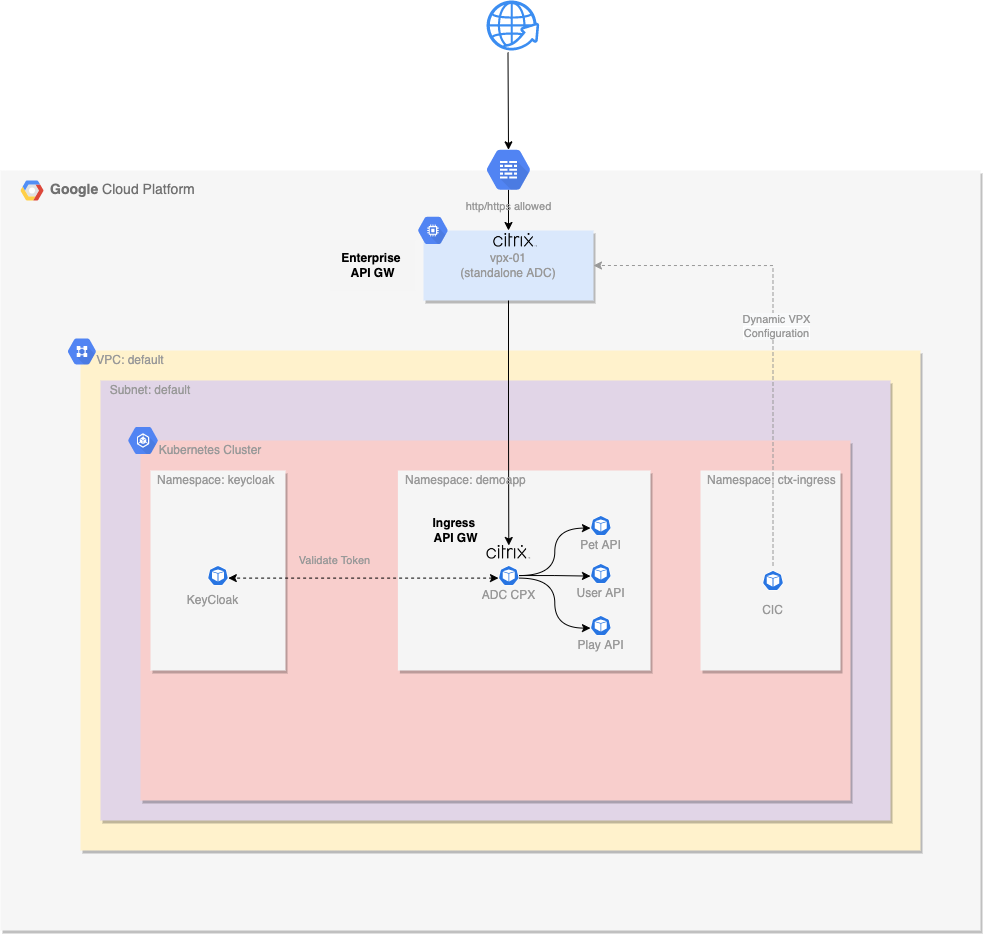 Google Cloud Platform
http/https allowed
citrix
vpx-01
(standalone ADC)
Enterprise
API GW
Dynamic VPX
Configuration
VPC: default
Subnet: default
Kubernetes Cluster
Namespace: keycloak
Namespace: demoapp
Namespace: ctx-ingress
Ingress
API GW
citrix
Pet API
Validate Token
KeyCloak
ADC CPX
User API
CIC
Play API